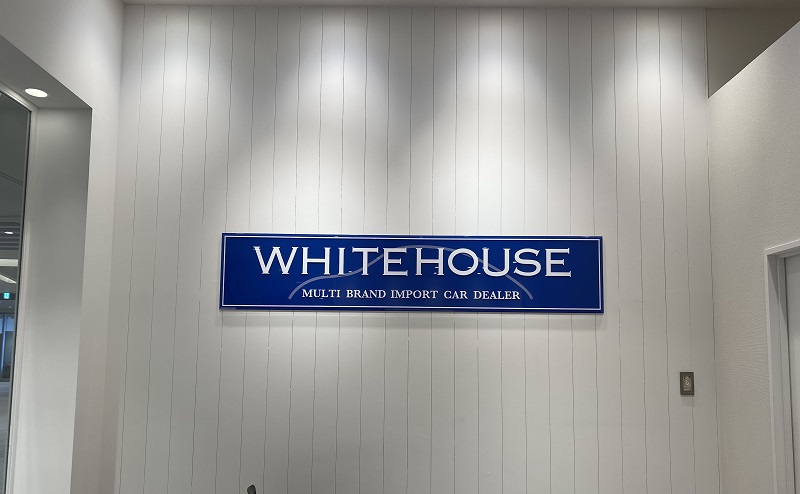 WHITEHOUSE
MULTI BRAND IMPORT CAR DEALER